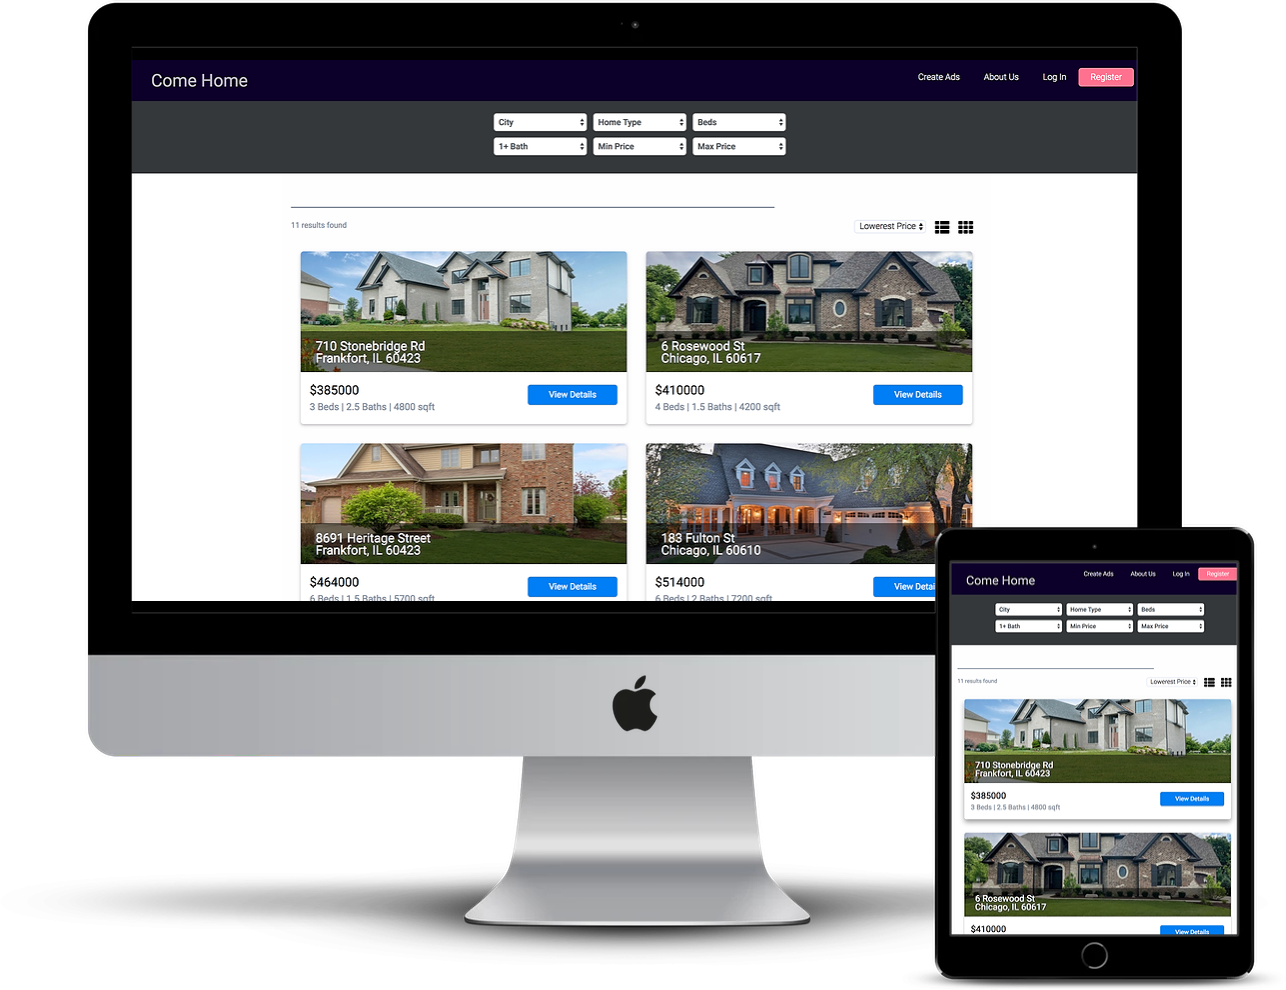 Come Home
Create Ads About Us Log In Register
City Home Type Beds
1+ Bath Min Price Max Price
11 results found
Lowerest Price
710 Stonebridge Rd
Frankfort, IL 60423
$385000
3 Beds | 2.5 Baths | 4800 sqft
View Details
6 Rosewood St
Chicago, IL 60617
$410000
4 Beds | 1.5 Baths | 4200 sqft
View Details
8691 Heritage Street
Frankfort, IL 60423
$464000
6 Beds | 1.5 Baths | 5700 sqft
View Details
183 Fulton St
Chicago, IL 60610
$514000
6 Beds | 2 Baths | 7200 sqft
View Detai
Come Home
Create Ads About Us Log In Register
City Home Type Beds
1+ Bath Min Price Max Price
11 results found
Lowerest Price
710 Stonebridge Rd
Frankfort, IL 60423
$385000
3 Beds | 2.5 Baths | 4800 sqft
View Details
6 Rosewood St
Chicago, IL 60617
$410000
View Details